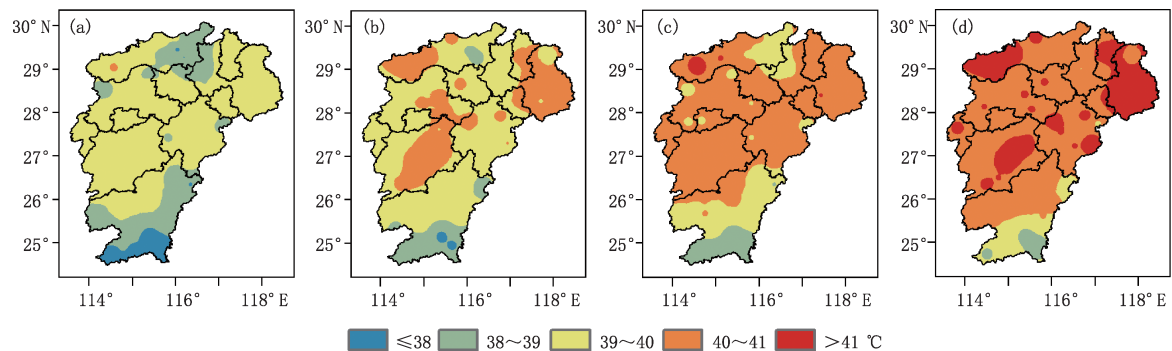 (a) (b) (c) (d)
30° N 30° N 30° N 30° N
29° 29° 29° 29°
28° 28° 28° 28°
27° 27° 27° 27°
26° 26° 26° 26°
25° 25° 25° 25°
114° 116° 118° E 114° 116° 118° E 114° 116° 118° E 114° 116° 118° E
≤38 38～39 39～40 40～41 >41 ℃